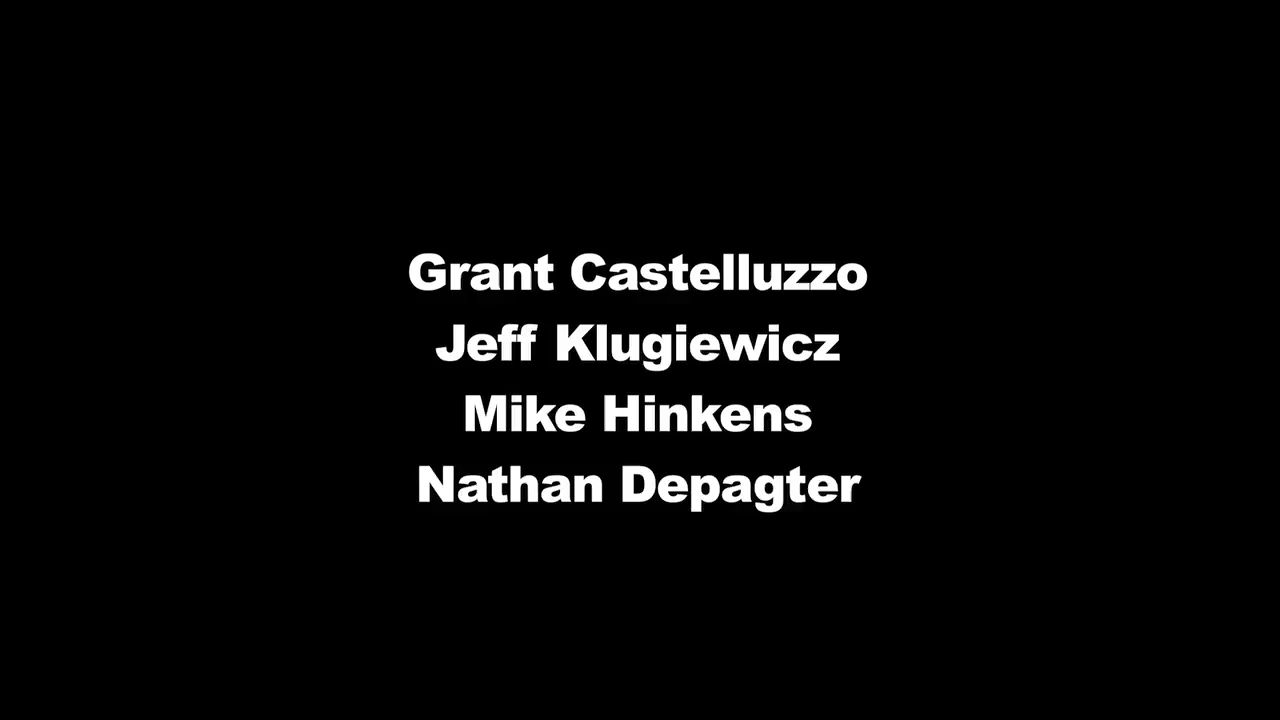 Grant Castelluzzo
Jeff Klugiewicz
Mike Hinkens
Nathan Depagter